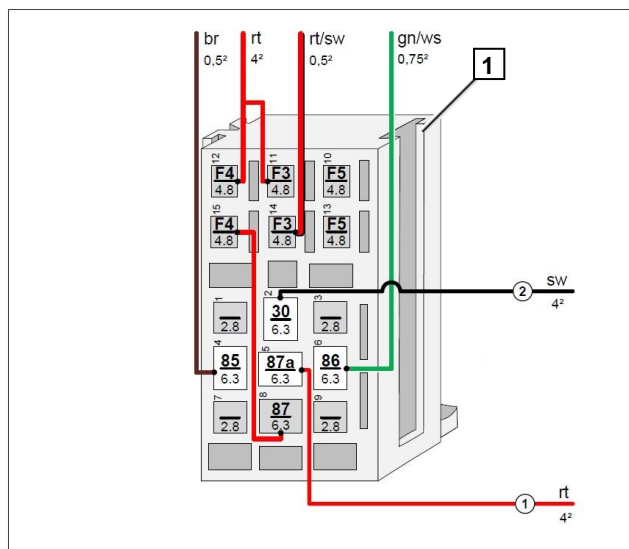 br rt rt/sw gn/ws
0,5² 4² 0,5² 0,75²
1
12 11 10
F4 F3 F5
4.8 4.8 4.8
15 14 13
F4 F3 F5
4.8 4.8 4.8
sw
2
4²
1 2 3
30
2.8 6.3 2.8
4 5 6
85 87a 86
6.3 6.3 6.3
7 8 9
87
2.8 6.3 2.8
rt
1
4²